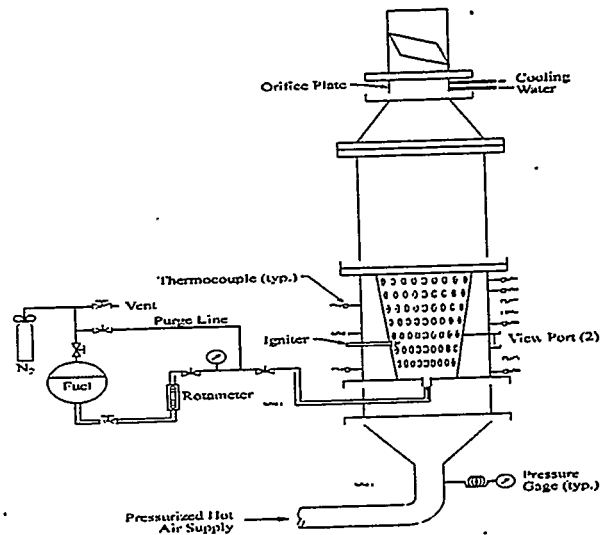 Orifice Plate
Cooling
Water
Thermocouple (typ.)
Vent
Purge Line
Igniter
View Port (2)
N₂
Fuel
Rotameter
Pressure
Gage (typ.)
Pressurized Hot
Air Supply